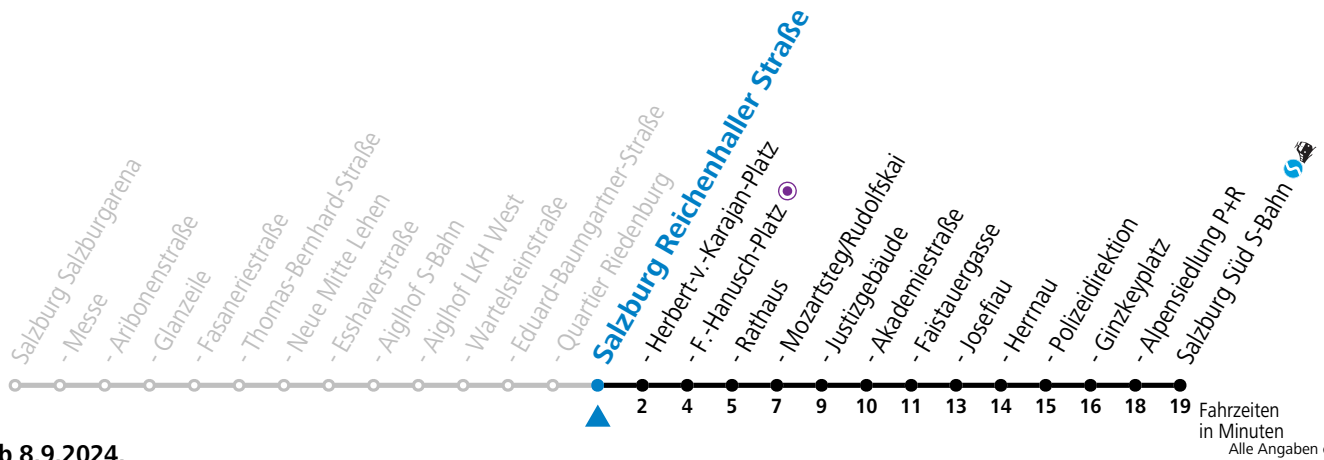 Salzburg Salzburgarena
- Messe
- Aribonenstraße
- Glanzeile
- Fasaneriestraße
- Thomas-Bernhard-Straße
- Neue Mitte Lehen
- Esshaverstraße
- Aiglhof S-Bahn
- Aiglhof LKH West
- Wartelsteinstraße
- Eduard-Baumgartner-Straße
- Quartier Riedenburg
Salzburg Reichenhaller Straße
- Herbert-v.-Karajan-Platz
- F.-Hanusch-Platz
- Rathaus
- Mozartsteg/Rudolfskai
- Justizgebäude
- Akademiestraße
- Faistauergasse
- Josefiau
- Herrnau
- Polizeidirektion
- Ginzkeyplatz
- Alpensiedlung P+R
Salzburg Süd S-Bahn
2 4 5 7 9 10 11 13 14 15 16 18 19
Fahrzeiten
in Minuten
Alle Angaben
b 8.9.2024.